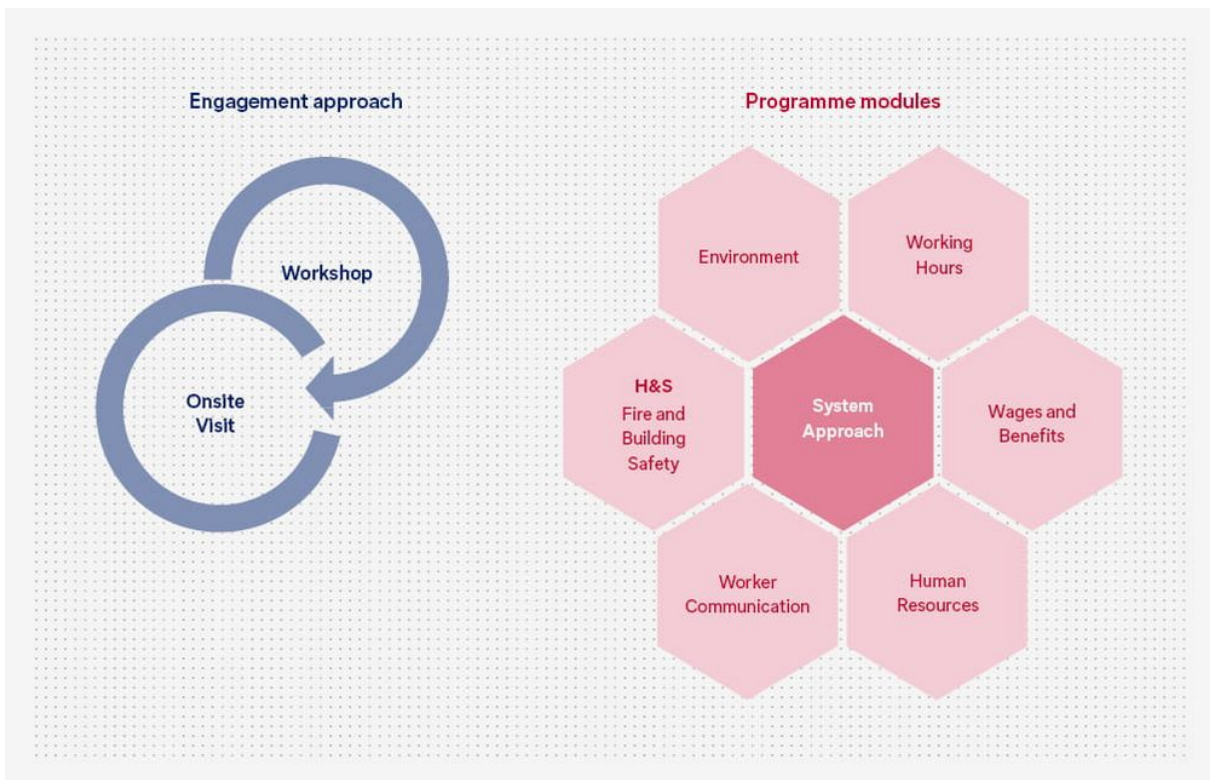 Engagement approach
Workshop
Onsite
Visit
Programme modules
Environment
Working
Hours
H&S
Fire and
Building
Safety
System
Approach
Wages and
Benefits
Worker
Communication
Human
Resources